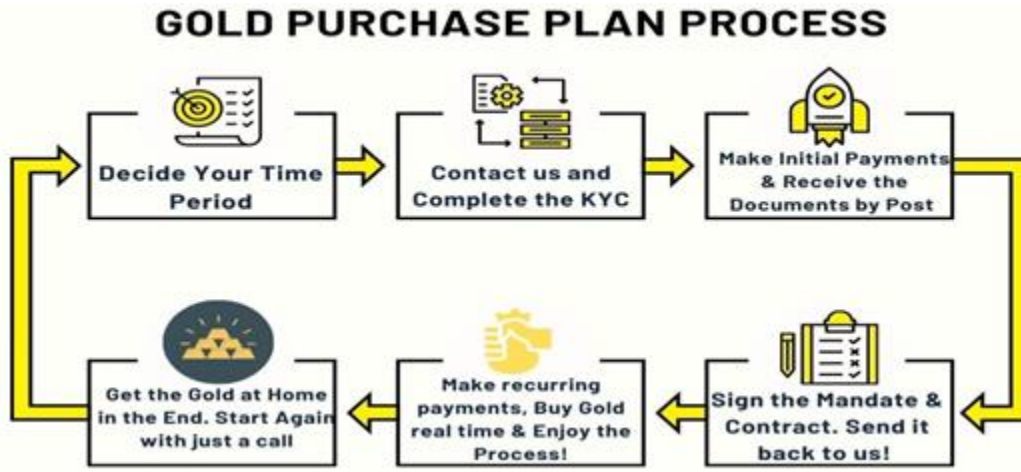 GOLD PURCHASE PLAN PROCESS
Decide Your Time
Period
Contact us and
Complete the KYC
Make Initial Payments
& Receive the
Documents by Post
Sign the Mandate &
Contract. Send it
back to us!
Make recurring
payments, Buy Gold
real time & Enjoy the
Process!
Get the Gold at Home
in the End. Start Again
with just a call